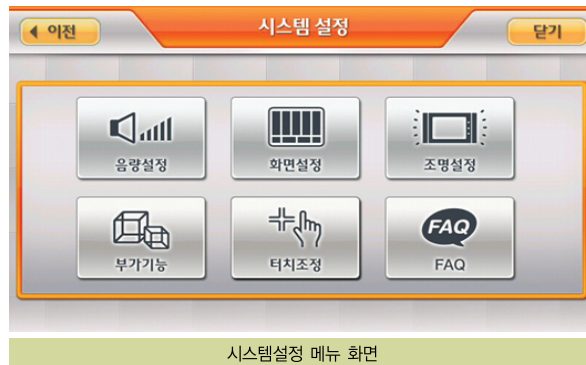 이전
시스템 설정
닫기
음량설정
화면설정
조명설정
부가기능
터치조정
FAQ
FAQ
시스템설정 메뉴 화면